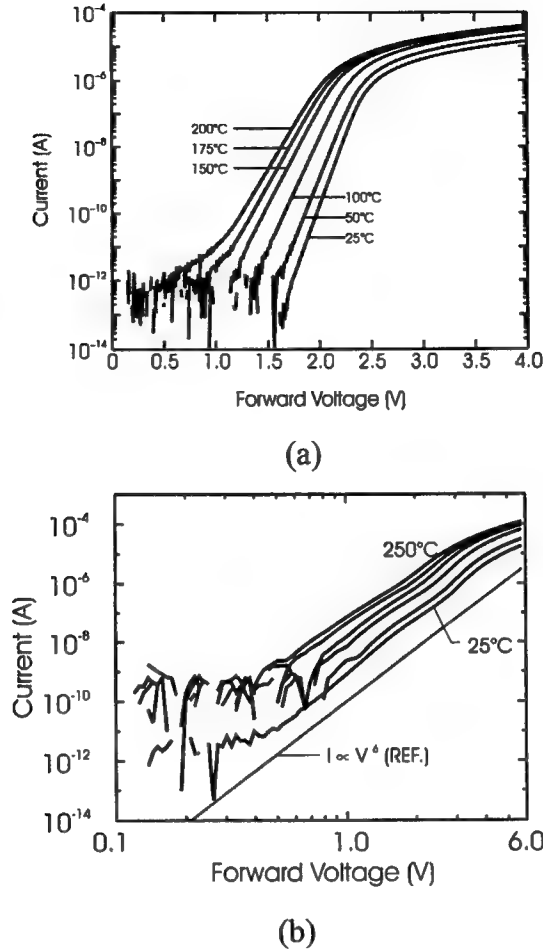 10⁻⁴
10⁻⁶
10⁻⁸
10⁻¹⁰
10⁻¹²
10⁻¹⁴
Current (A)
200°C
175°C
150°C
100°C
50°C
25°C
0 0.5 1.0 1.5 2.0 2.5 3.0 3.5 4.0
Forward Voltage (V)
(a)
10⁻⁴
10⁻⁶
10⁻⁸
10⁻¹⁰
10⁻¹²
10⁻¹⁴
Current (A)
250°C
25°C
I ∝ V⁶ (REF.)
0.1 1.0 6.0
Forward Voltage (V)
(b)